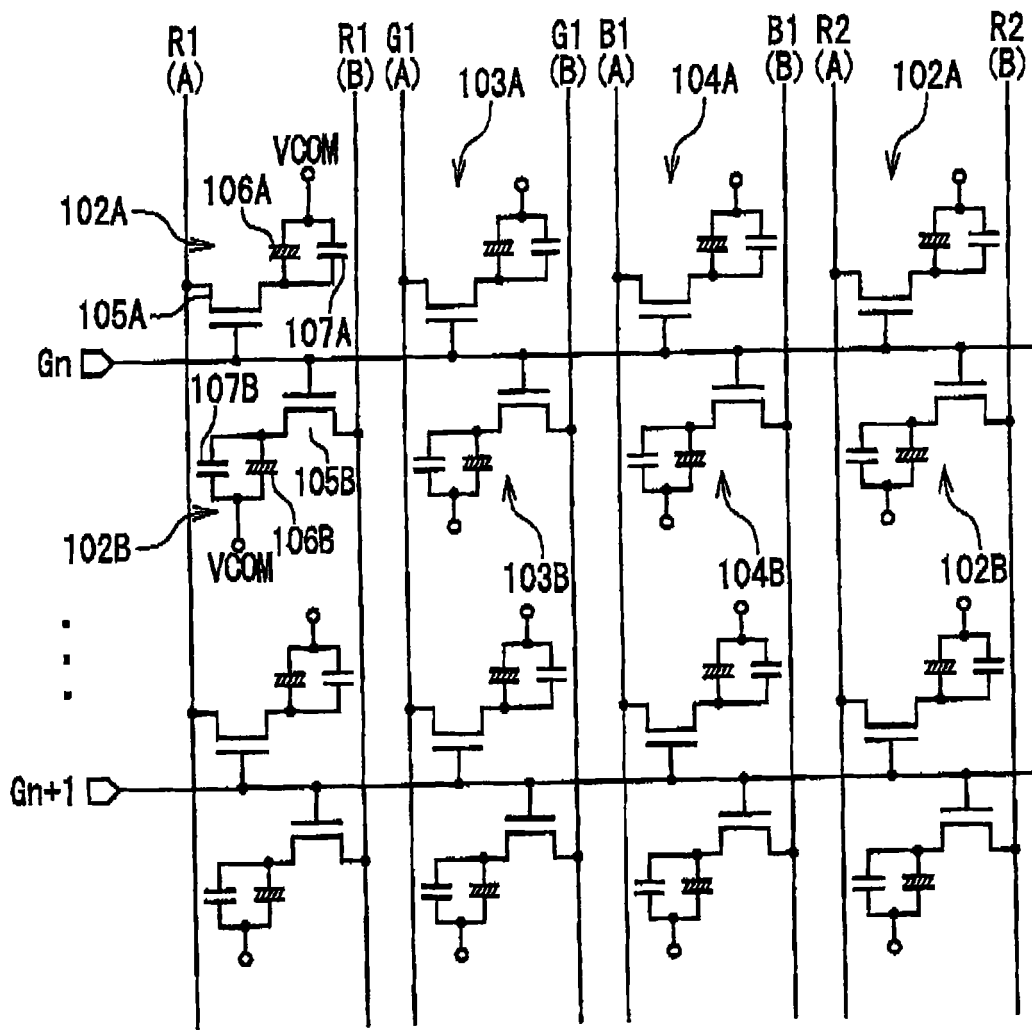 R1 (A)
R1 (B)
G1 (A)
G1 (B)
B1 (A)
B1 (B)
R2 (A)
R2 (B)
103A
104A
102A
VCOM
106A
102A
105A
107A
Gn
107B
105B
102B
106B
VCOM
103B
104B
102B
Gn+1